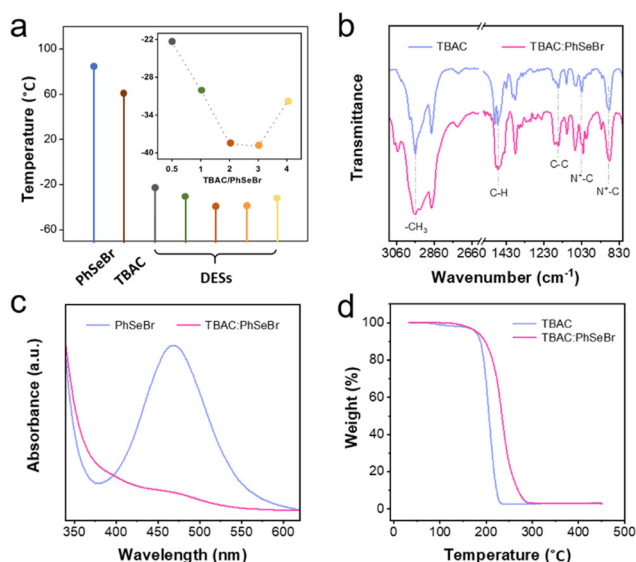 a
Temperature (°C)
100
60
20
-20
-60
PhSeBr
TBAC
DESs
-22
-28
-34
-40
0.5 1 2 3 4
TBAC/PhSeBr
b
TBAC TBAC:PhSeBr
Transmittance
-CH₃
C-H
C-C
N⁺-C
N⁺-C
3060 2860 2660 1430 1230 1030 830
Wavenumber (cm⁻¹)
c
PhSeBr TBAC:PhSeBr
Absorbance (a.u.)
340 400 450 500 550 600
Wavelength (nm)
d
TBAC
TBAC:PhSeBr
Weight (%)
100
80
60
40
20
0
0 100 200 300 400 500
Temperature (°C)